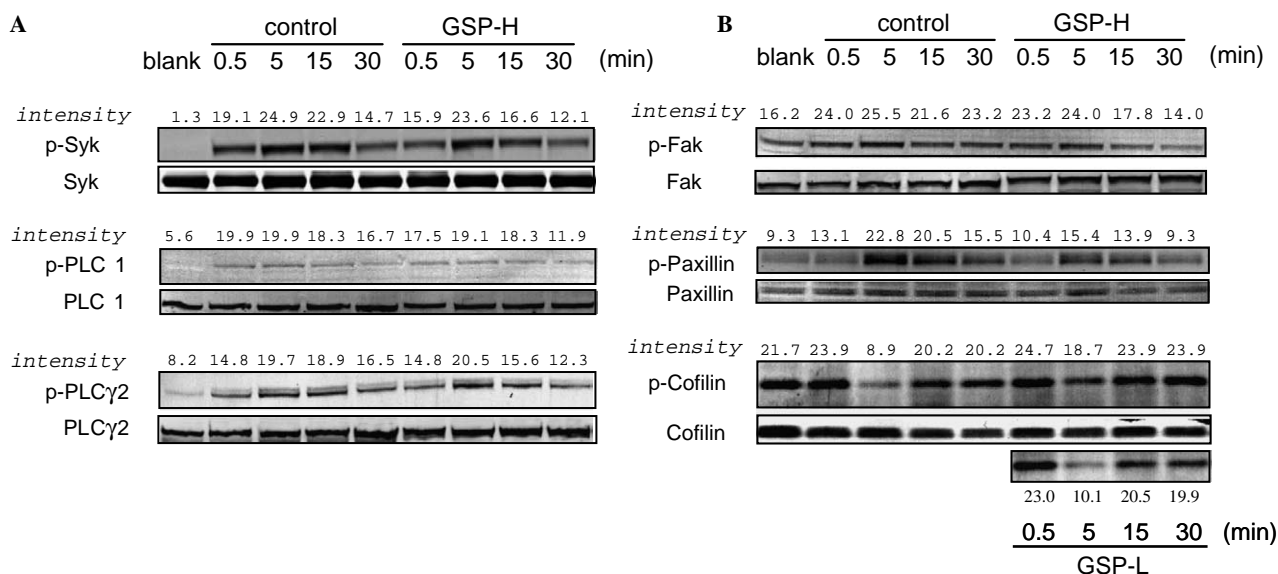 A
control GSP-H
blank 0.5 5 15 30 0.5 5 15 30 (min)
intensity 1.3 19.1 24.9 22.9 14.7 15.9 23.6 16.6 12.1
p-Syk
Syk
intensity 5.6 19.9 19.9 18.3 16.7 17.5 19.1 18.3 11.9
p-PLC 1
PLC 1
intensity 8.2 14.8 19.7 18.9 16.5 14.8 20.5 15.6 12.3
p-PLCγ2
PLCγ2
B
control GSP-H
blank 0.5 5 15 30 0.5 5 15 30 (min)
intensity 16.2 24.0 25.5 21.6 23.2 23.2 24.0 17.8 14.0
p-Fak
Fak
intensity 9.3 13.1 22.8 20.5 15.5 10.4 15.4 13.9 9.3
p-Paxillin
Paxillin
intensity 21.7 23.9 8.9 20.2 20.2 24.7 18.7 23.9 23.9
p-Cofilin
Cofilin
23.0 10.1 20.5 19.9
0.5 5 15 30 (min)
GSP-L